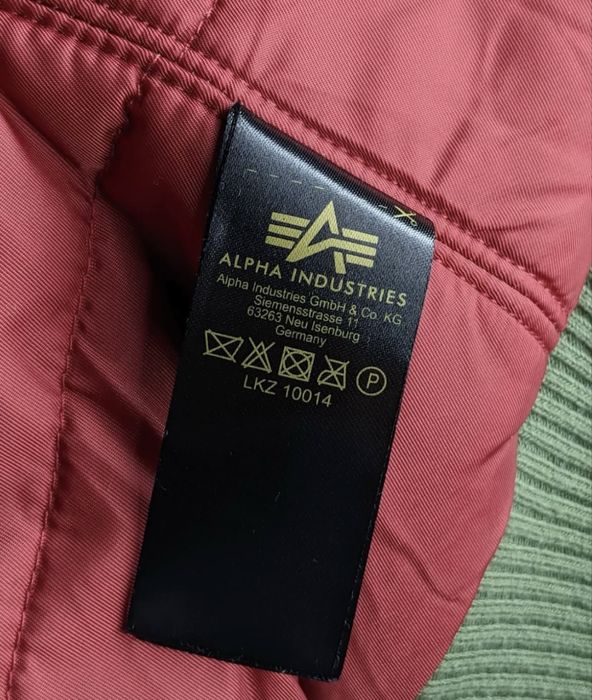 ALPHA INDUSTRIES
Alpha Industries GmbH & Co. KG
Siemensstrasse 11
63263 Neu Isenburg
Germany
P
LKZ 10014